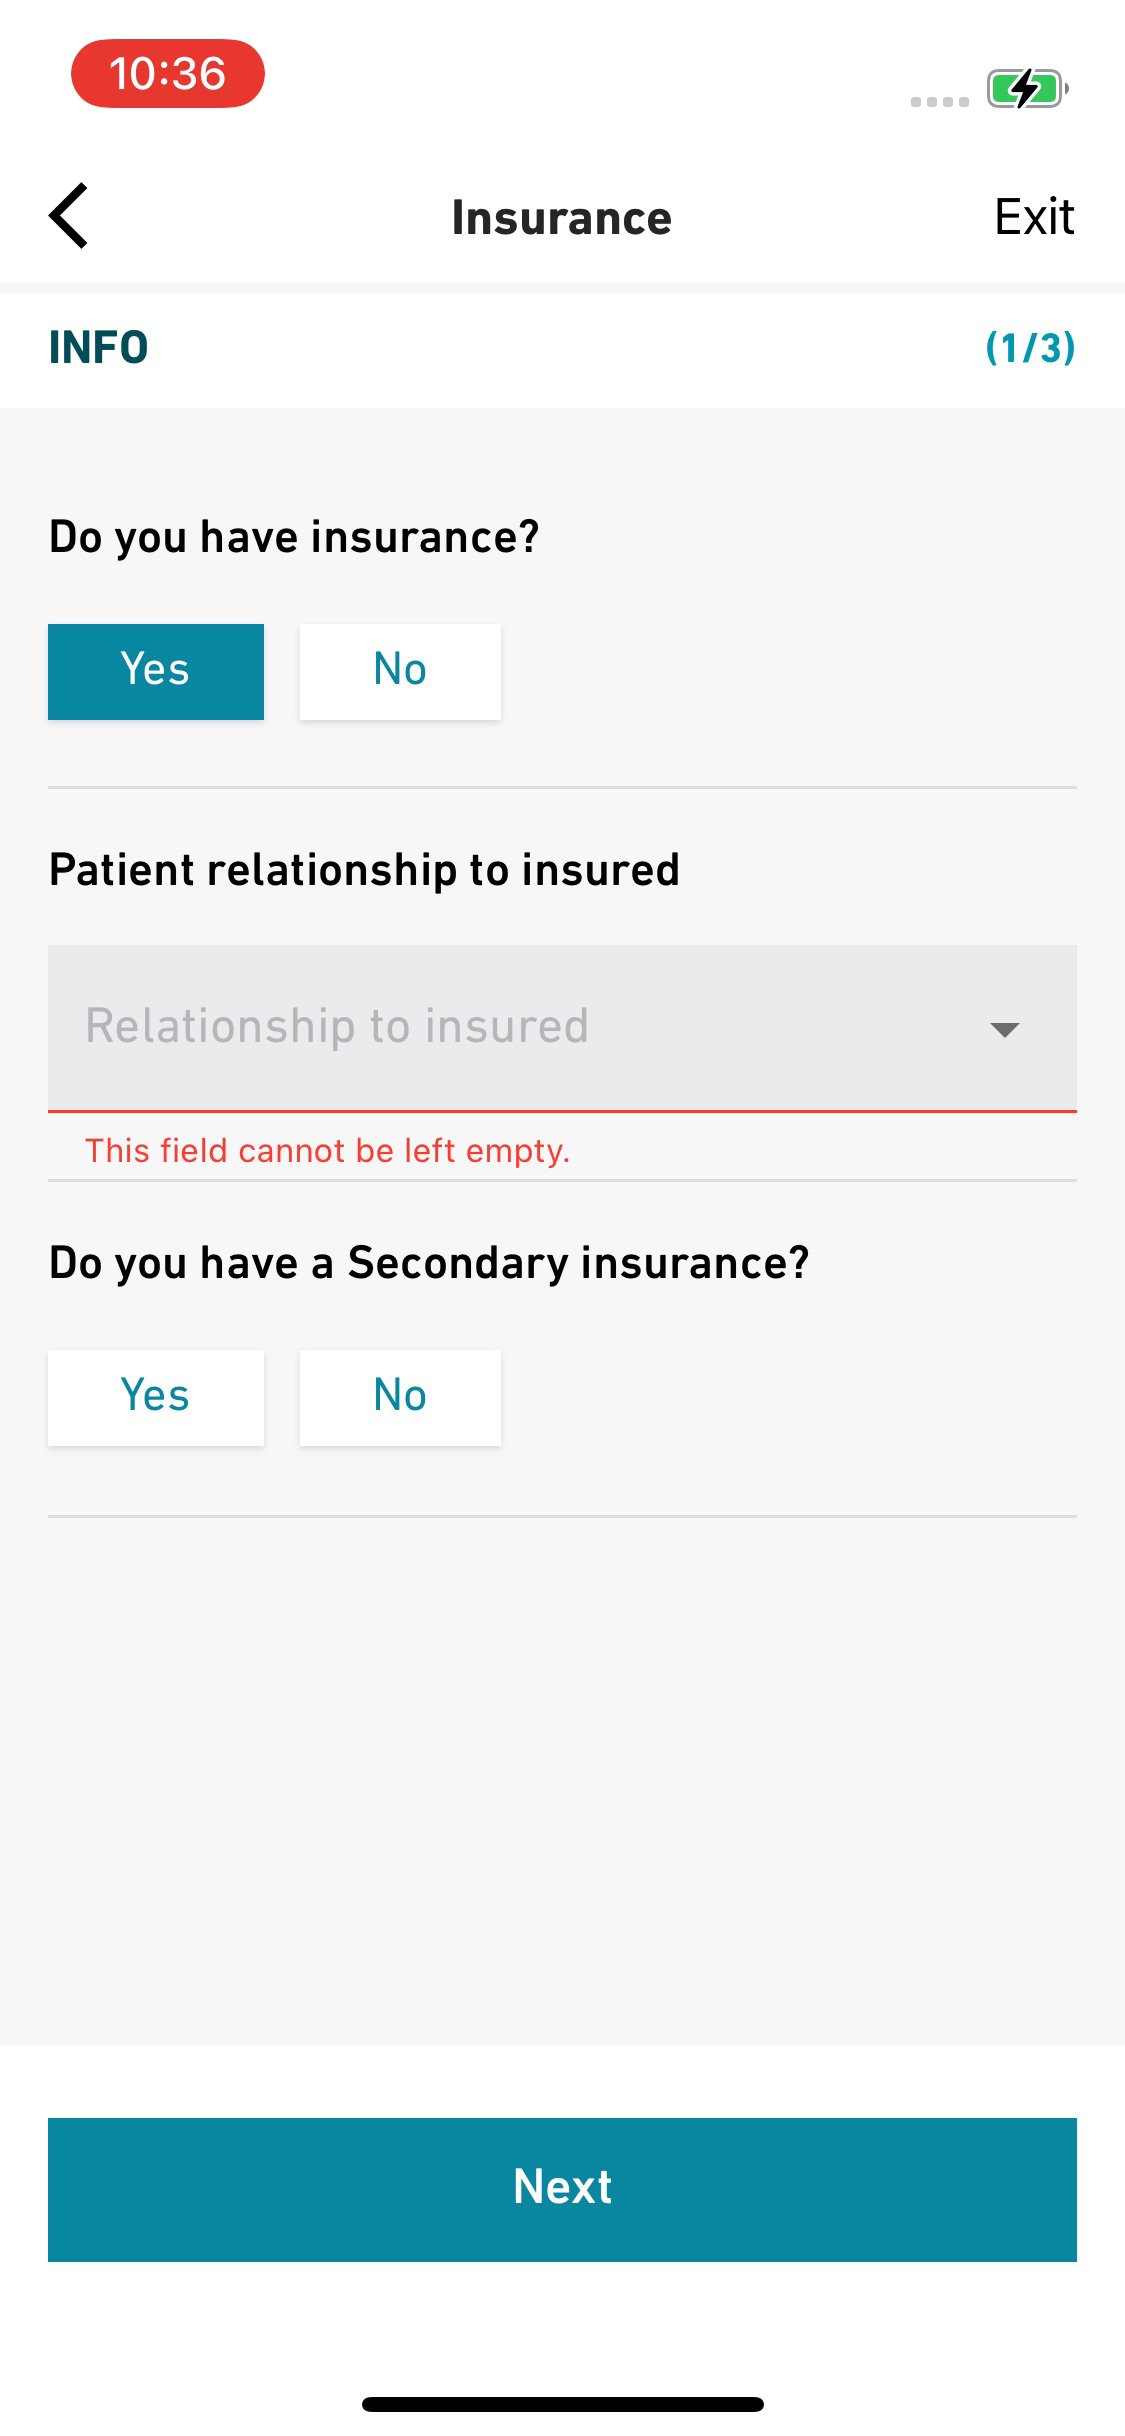 10:36
Insurance
Exit
INFO
(1/3)
Do you have insurance?
Yes
No
Patient relationship to insured
Relationship to insured
This field cannot be left empty.
Do you have a Secondary insurance?
Yes
No
Next